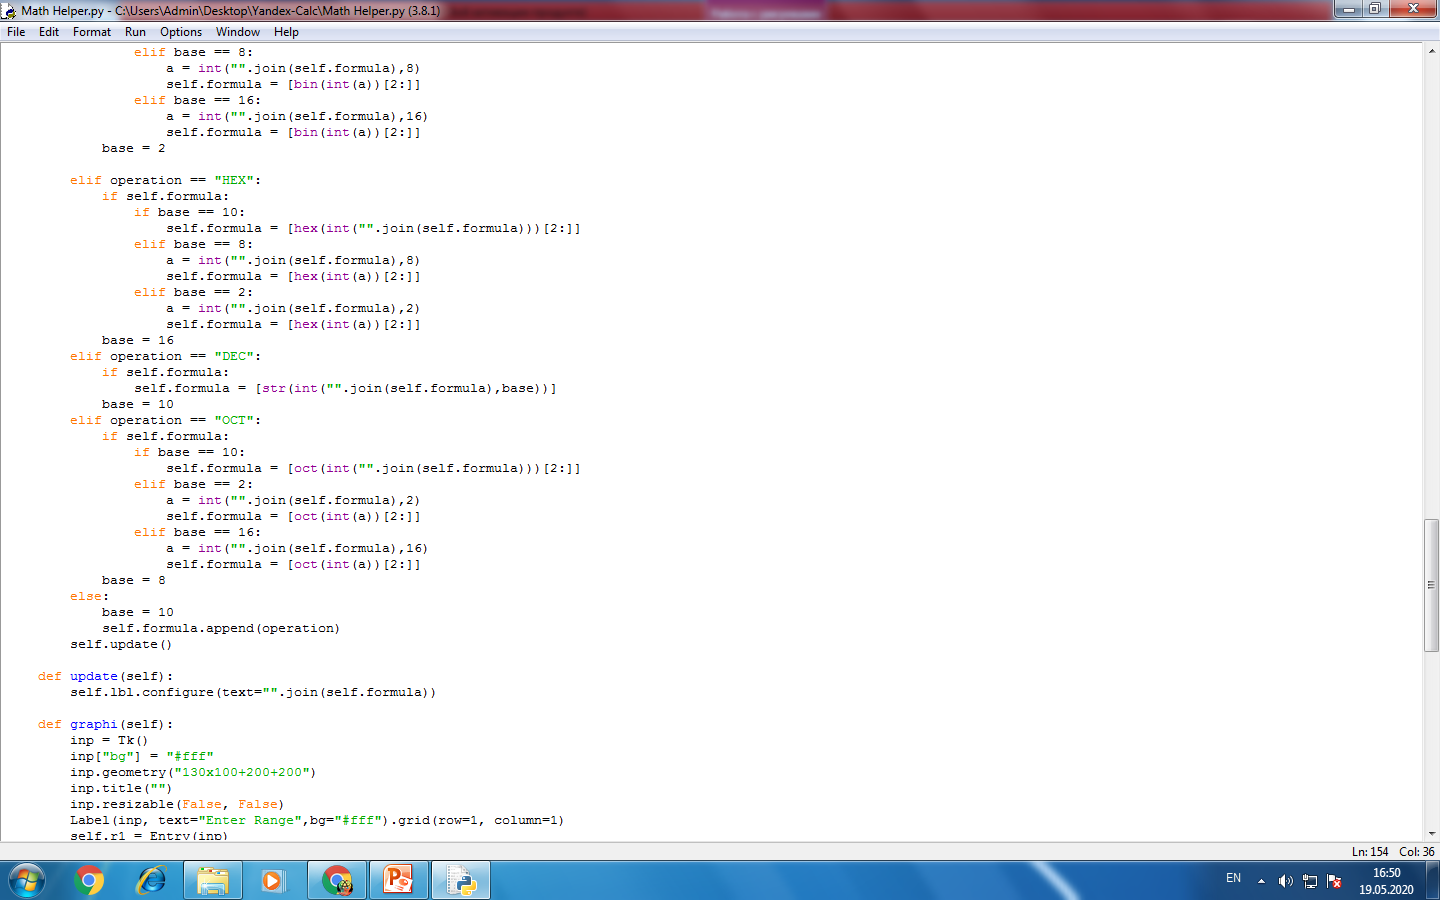 Math Helper.py - C:\Users\Admin\Desktop\Yandex-Calc\Math Helper.py (3.8.1)
File Edit Format Run Options Window Help
                elif base == 8:
                    a = int("".join(self.formula),8)
                    self.formula = [bin(int(a))[2:]]
                elif base == 16:
                    a = int("".join(self.formula),16)
                    self.formula = [bin(int(a))[2:]]
            base = 2
        elif operation == "HEX":
            if self.formula:
                if base == 10:
                    self.formula = [hex(int("".join(self.formula)))[2:]]
                elif base == 8:
                    a = int("".join(self.formula),8)
                    self.formula = [hex(int(a))[2:]]
                elif base == 2:
                    a = int("".join(self.formula),2)
                    self.formula = [hex(int(a))[2:]]
            base = 16
        elif operation == "DEC":
            if self.formula:
                self.formula = [str(int("".join(self.formula),base))]
            base = 10
        elif operation == "OCT":
            if self.formula:
                if base == 10:
                    self.formula = [oct(int("".join(self.formula)))[2:]]
                elif base == 2:
                    a = int("".join(self.formula),2)
                    self.formula = [oct(int(a))[2:]]
                elif base == 16:
                    a = int("".join(self.formula),16)
                    self.formula = [oct(int(a))[2:]]
            base = 8
        else:
            base = 10
            self.formula.append(operation)
        self.update()
    def update(self):
        self.lbl.configure(text="".join(self.formula))
    def graphi(self):
        inp = Tk()
        inp["bg"] = "#fff"
        inp.geometry("130x100+200+200")
        inp.title("")
        inp.resizable(False, False)
        Label(inp, text="Enter Range",bg="#fff").grid(row=1, column=1)
        self.r1 = Entry(inp)
Ln: 154 Col: 36
EN
16:50
19.05.2020